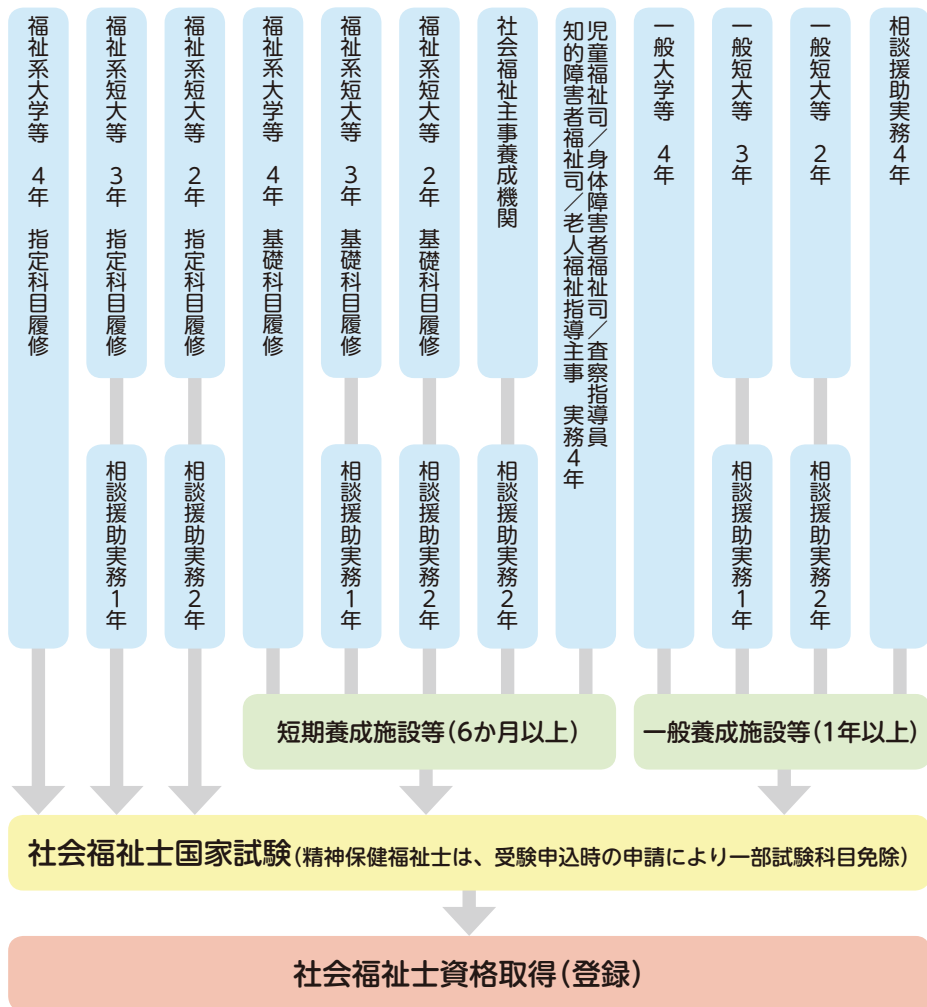 福祉系大学等 4年 指定科目履修
福祉系短大等 3年 指定科目履修
相談援助実務1年
福祉系短大等 2年 指定科目履修
相談援助実務2年
福祉系大学等 4年 基礎科目履修
福祉系短大等 3年 基礎科目履修
相談援助実務1年
福祉系短大等 2年 基礎科目履修
相談援助実務2年
社会福祉主事養成機関
相談援助実務2年
児童福祉司／身体障害者福祉司／査察指導員
知的障害者福祉司／老人福祉指導主事 実務4年
一般大学等 4年
一般短大等 3年
相談援助実務1年
一般短大等 2年
相談援助実務2年
相談援助実務4年
短期養成施設等(6か月以上)
一般養成施設等(1年以上)
社会福祉士国家試験(精神保健福祉士は、受験申込時の申請により一部試験科目免除)
社会福祉士資格取得(登録)